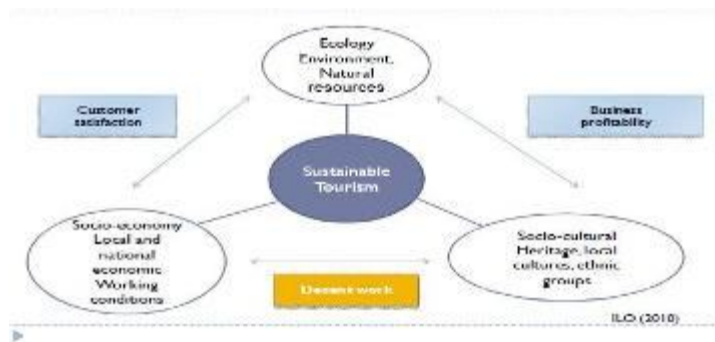 Ecology
Environment,
Natural
resources
Customer
satisfaction
Business
profitability
Sustainable
Tourism
Socio-economy
Local and
national
economic
Working
conditions
Socio-cultural
Heritage, local
cultures, ethnic
groups
Decent work
ILO (2010)